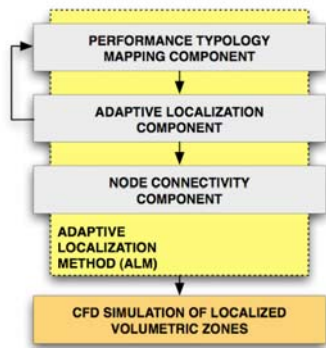 PERFORMANCE TYPOLOGY
MAPPING COMPONENT
ADAPTIVE LOCALIZATION
COMPONENT
NODE CONNECTIVITY
COMPONENT
ADAPTIVE
LOCALIZATION
METHOD (ALM)
CFD SIMULATION OF LOCALIZED
VOLUMETRIC ZONES